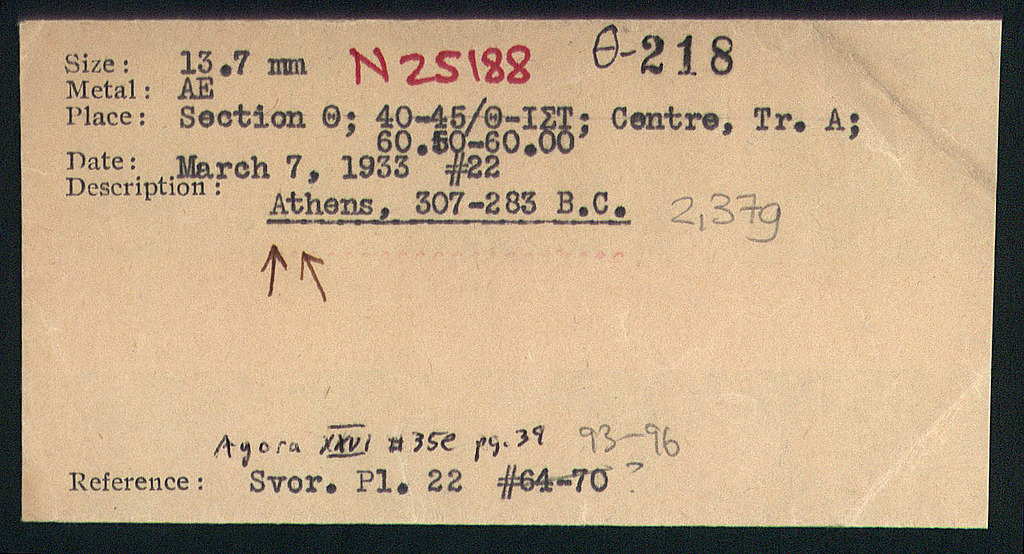 Size: 13.7 mm N25188 Θ-218
Metal: AE
Place: Section Θ; 40-45/Θ-ΙΣΤ; Centre, Tr. A;
60.50-60.00
Date: March 7, 1933 #22
Description:
Athens, 307-283 B.C. 2,37g
↑↖
Agora XXVI #35e pg.39 93-96
Reference: Svor. Pl. 22 #64-70 ?